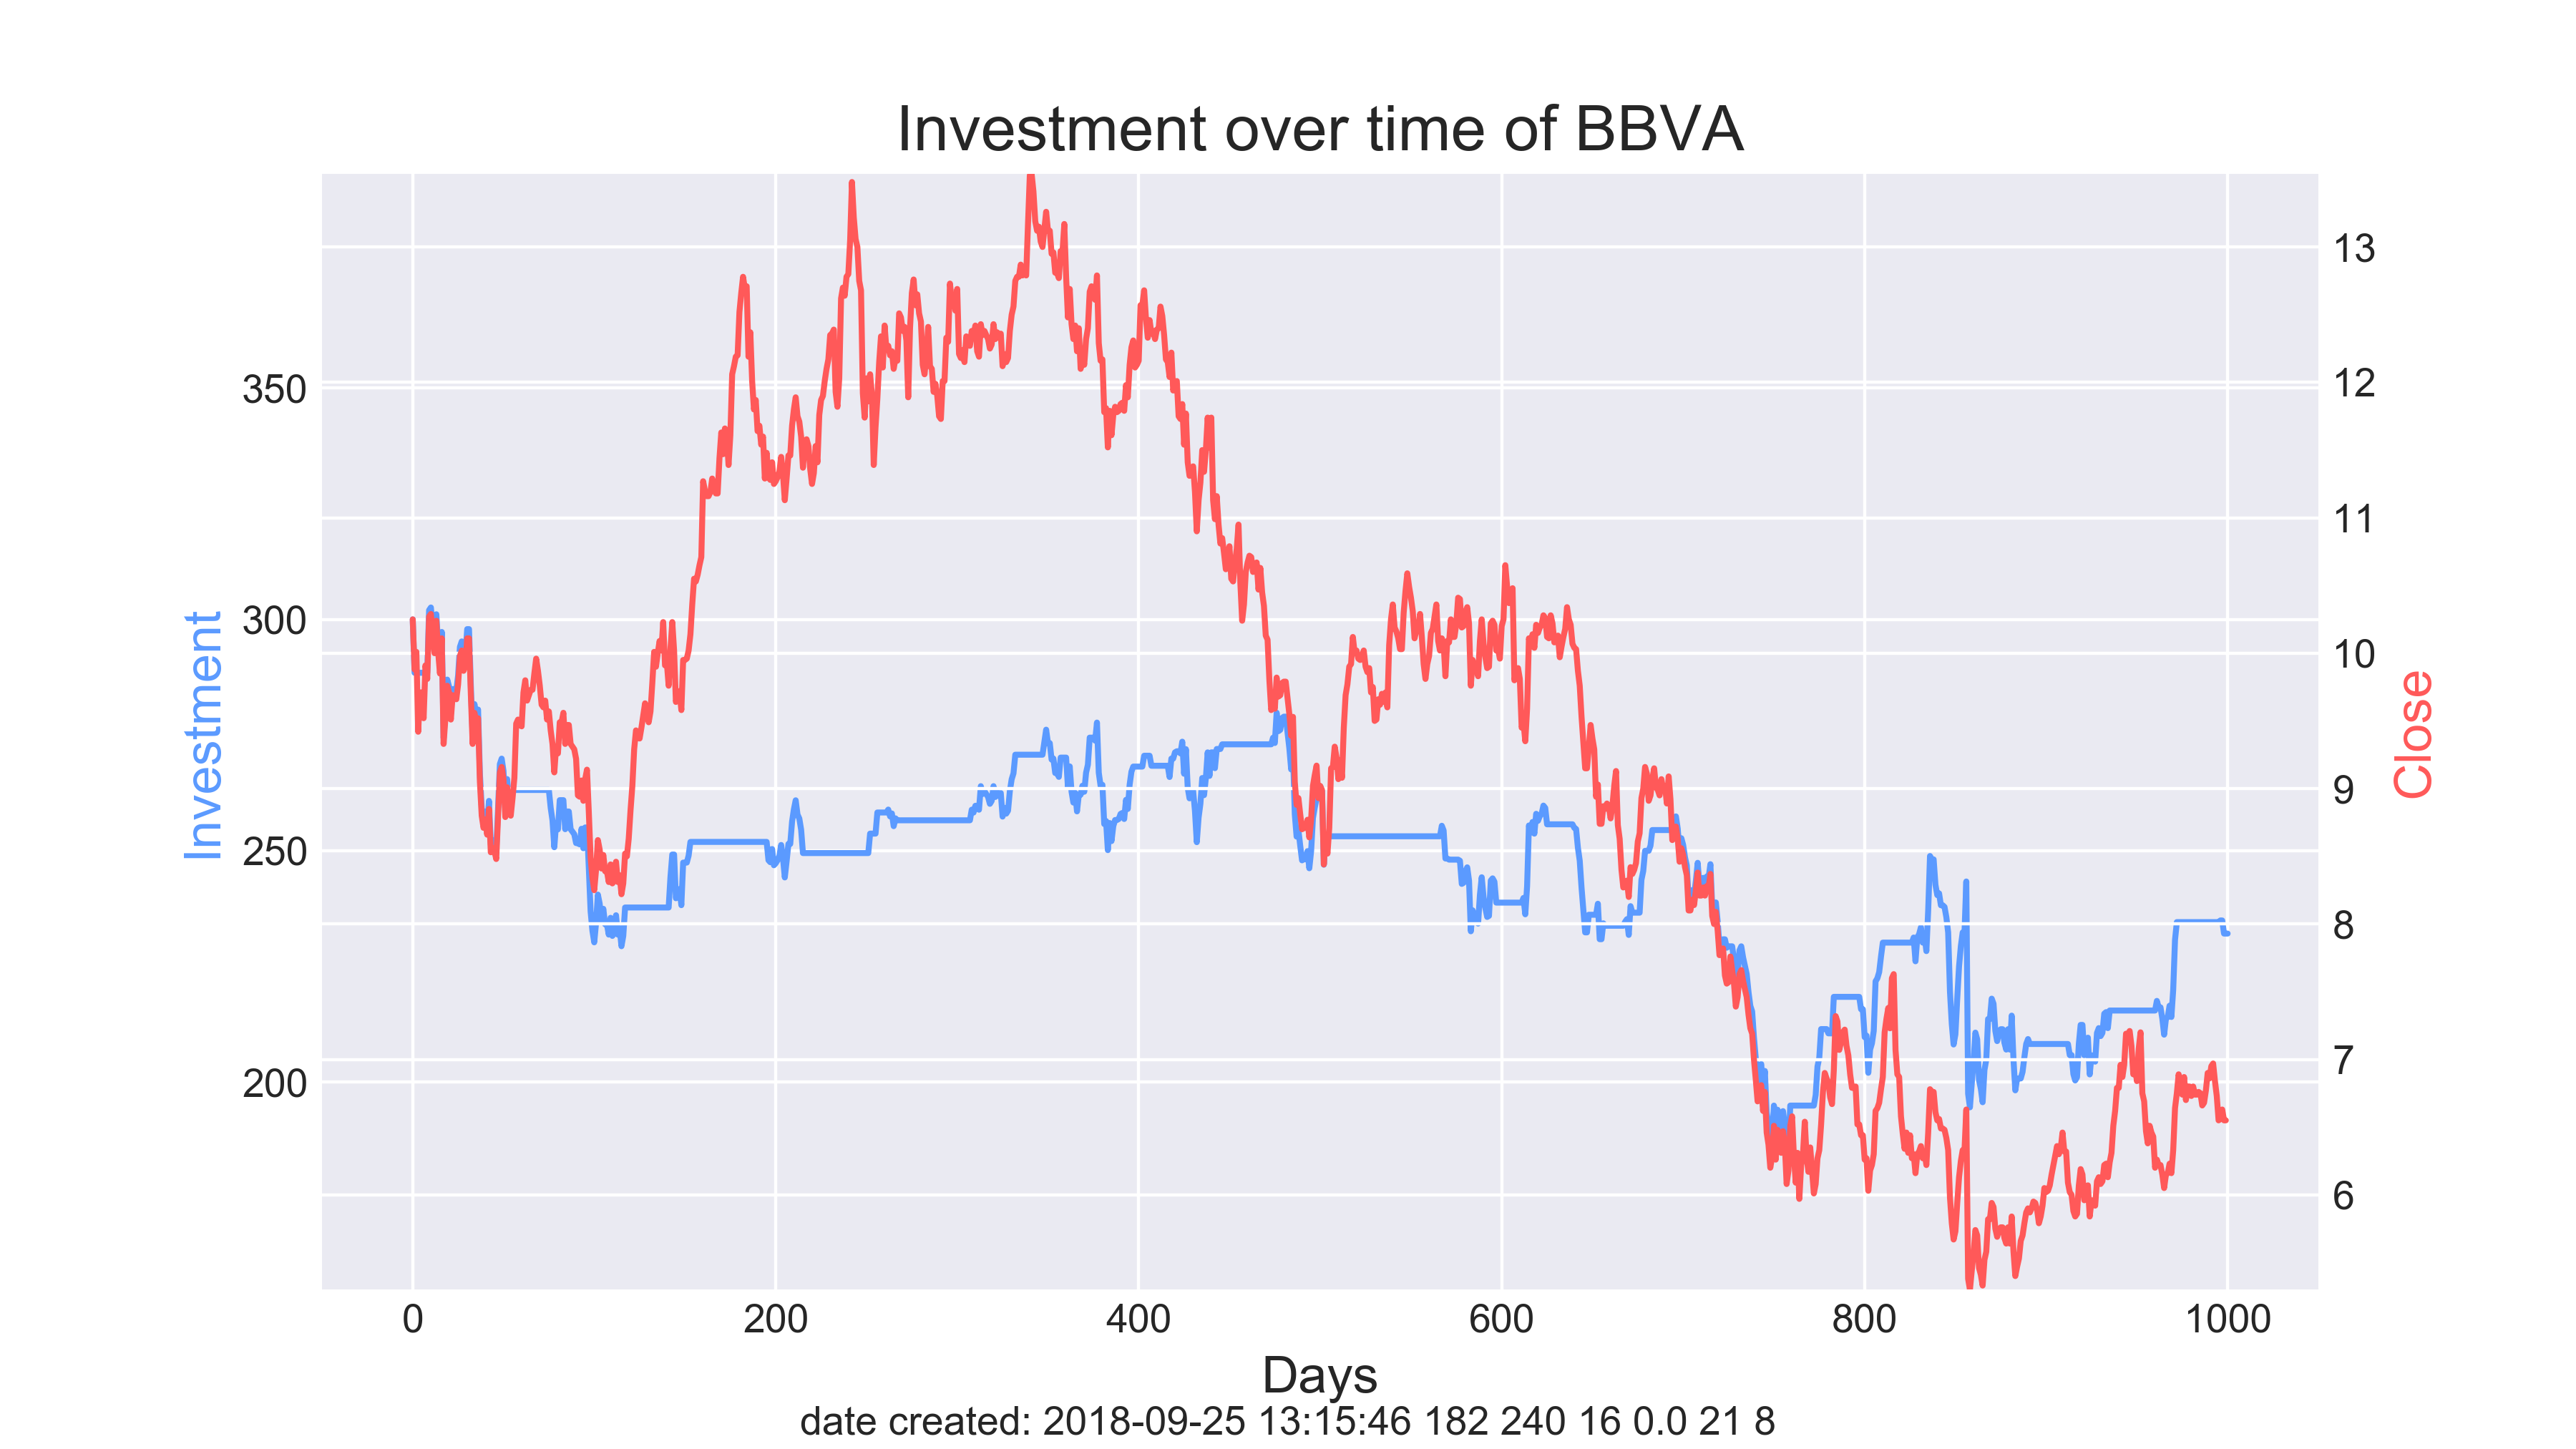 Investment over time of BBVA
13
350
12
11
300
10
Investment
Close
9
250
8
7
200
6
0 200 400 600 800 1000
Days
date created: 2018-09-25 13:15:46 182 240 16 0.0 21 8